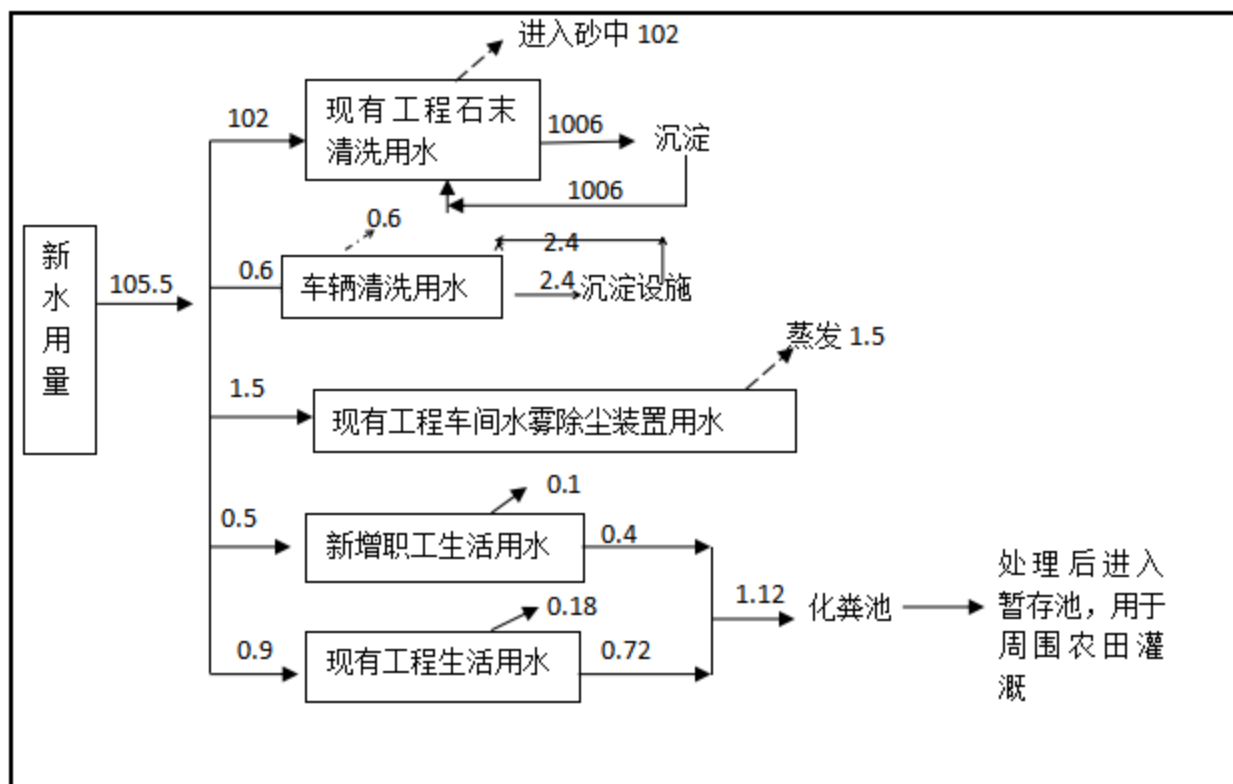 进入砂中 102
102
现有工程石末
清洗用水
1006
沉淀
1006
0.6
新
水
用
量
105.5
0.6
车辆清洗用水
2.4
2.4
沉淀设施
蒸发 1.5
1.5
现有工程车间水雾除尘装置用水
0.1
0.5
新增职工生活用水
0.4
0.18
0.9
现有工程生活用水
0.72
1.12
化粪池
处理后进入
暂存池，用于
周围农田灌
溉